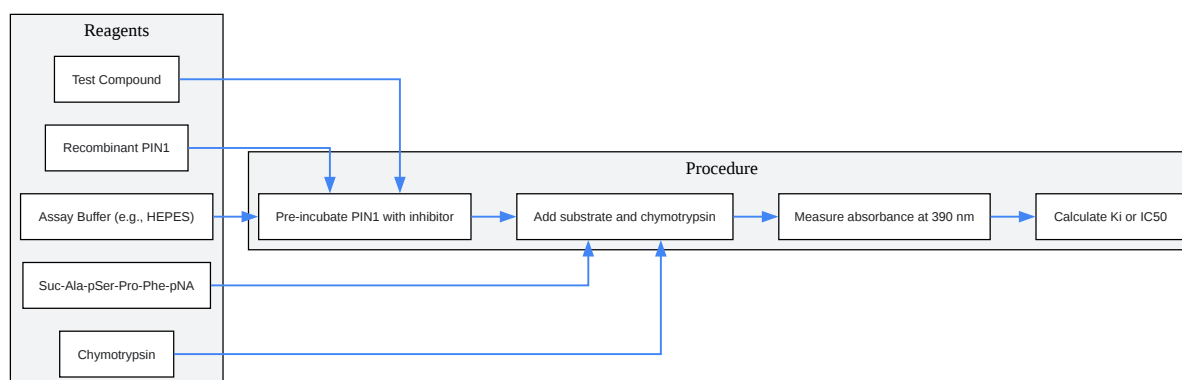 Reagents
Test Compound
Recombinant PIN1
Assay Buffer (e.g., HEPES)
Suc-Ala-pSer-Pro-Phe-pNA
Chymotrypsin
Procedure
Pre-incubate PIN1 with inhibitor
Add substrate and chymotrypsin
Measure absorbance at 390 nm
Calculate Ki or IC50